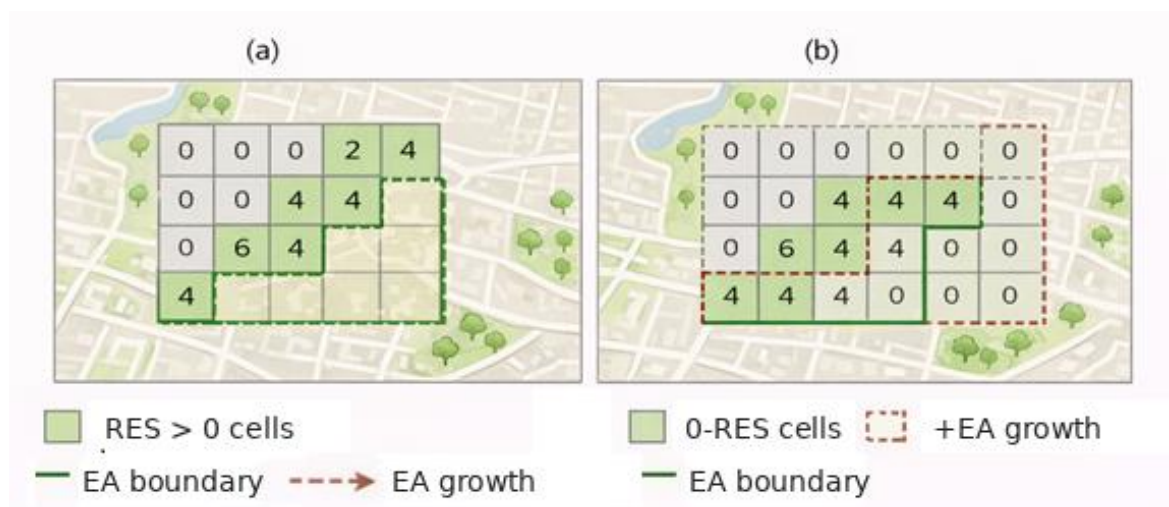 (a)
(b)
0 0 0 2 4
0 0 4 4
0 6 4
4
0 0 0 0 0 0
0 0 4 4 4 0
0 6 4 4 0 0
4 4 4 0 0 0
RES > 0 cells
EA boundary
EA growth
0-RES cells
+EA growth
EA boundary